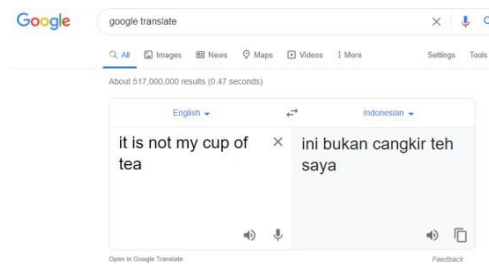 Google
google translate
All Images News Maps Videos More Settings Tools
About 517,000,000 results (0.47 seconds)
English Indonesian
it is not my cup of
tea
ini bukan cangkir teh
saya
Open in Google Translate Feedback